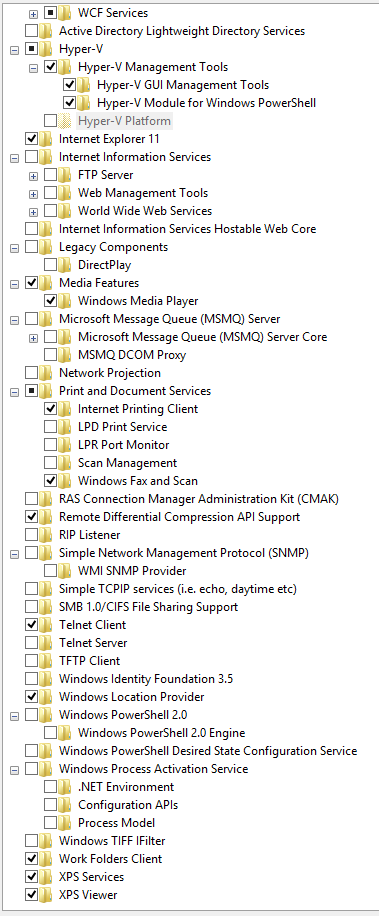 WCF Services
Active Directory Lightweight Directory Services
Hyper-V
Hyper-V Management Tools
Hyper-V GUI Management Tools
Hyper-V Module for Windows PowerShell
Hyper-V Platform
Internet Explorer 11
Internet Information Services
FTP Server
Web Management Tools
World Wide Web Services
Internet Information Services Hostable Web Core
Legacy Components
DirectPlay
Media Features
Windows Media Player
Microsoft Message Queue (MSMQ) Server
Microsoft Message Queue (MSMQ) Server Core
MSMQ DCOM Proxy
Network Projection
Print and Document Services
Internet Printing Client
LPD Print Service
LPR Port Monitor
Scan Management
Windows Fax and Scan
RAS Connection Manager Administration Kit (CMAK)
Remote Differential Compression API Support
RIP Listener
Simple Network Management Protocol (SNMP)
WMI SNMP Provider
Simple TCPIP services (i.e. echo, daytime etc)
SMB 1.0/CIFS File Sharing Support
Telnet Client
Telnet Server
TFTP Client
Windows Identity Foundation 3.5
Windows Location Provider
Windows PowerShell 2.0
Windows PowerShell 2.0 Engine
Windows PowerShell Desired State Configuration Service
Windows Process Activation Service
.NET Environment
Configuration APIs
Process Model
Windows TIFF IFilter
Work Folders Client
XPS Services
XPS Viewer